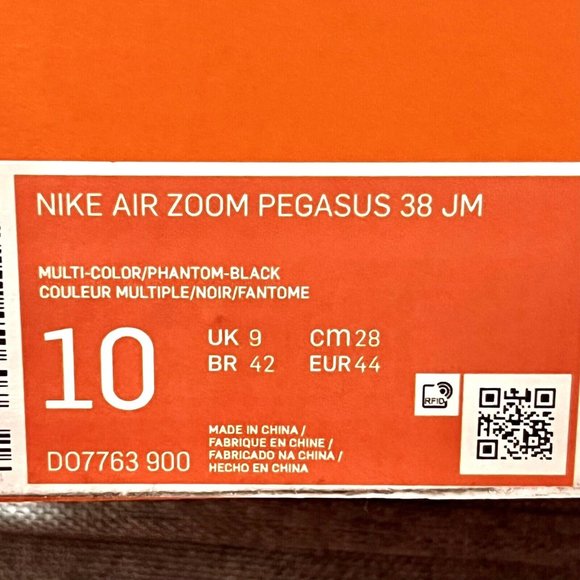 NIKE AIR ZOOM PEGASUS 38 JM
MULTI-COLOR/PHANTOM-BLACK
COULEUR MULTIPLE/NOIR/FANTOME
10
UK 9 cm 28
BR 42 EUR 44
RFID
DO7763 900
MADE IN CHINA /
FABRIQUE EN CHINE /
FABRICADO NA CHINA /
HECHO EN CHINA